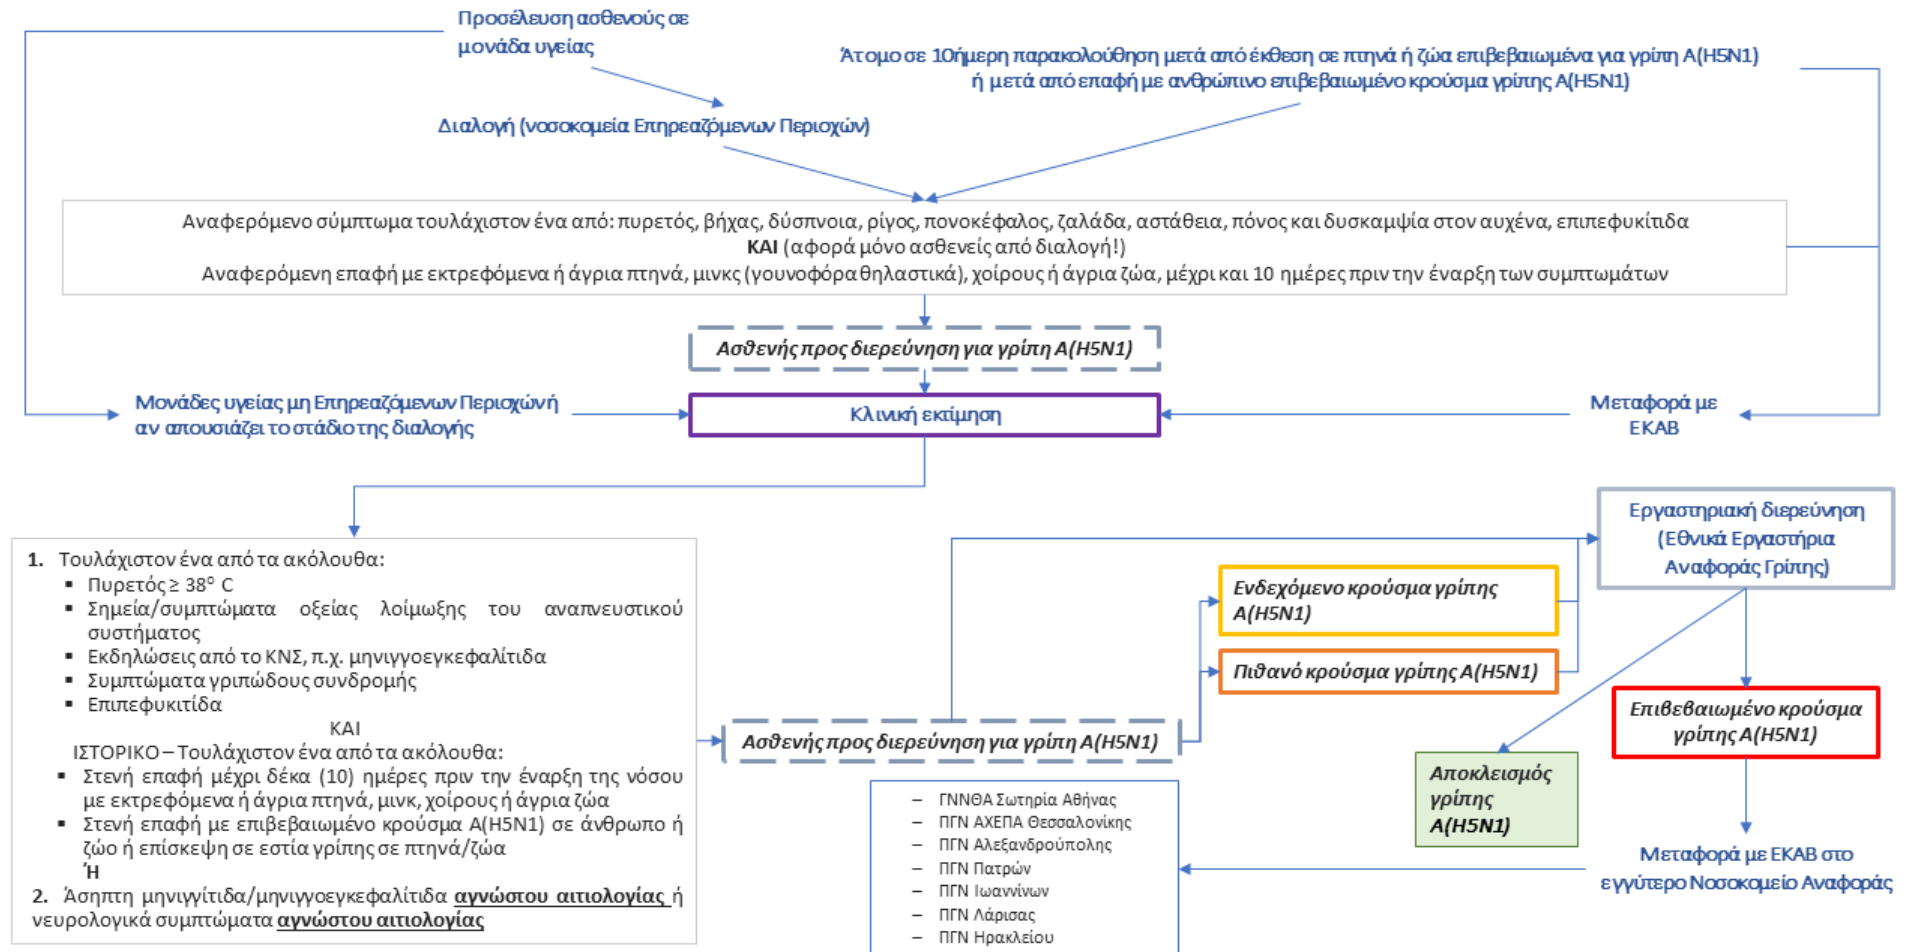 Προσέλευση ασθενούς σε
μονάδα υγείας
Άτομο σε 10ήμερη παρακολούθηση μετά από έκθεση σε πτηνά ή ζώα επιβεβαιωμένα για γρίπη Α(Η5Ν1)
ή μετά από επαφή με ανθρώπινο επιβεβαιωμένο κρούσμα γρίπης Α(Η5Ν1)
Διαλογή (νοσοκομεία Επηρεαζόμενων Περιοχών)
Αναφερόμενο σύμπτωμα τουλάχιστον ένα από: πυρετός, βήχας, δύσπνοια, ρίγος, πονοκέφαλος, ζαλάδα, αστάθεια, πόνος και δυσκαμψία στον αυχένα, επιπεφυκίτιδα
ΚΑΙ (αφορά μόνο ασθενείς από διαλογή!)
Αναφερόμενη επαφή με εκτρεφόμενα ή άγρια πτηνά, μινκς (γουνοφόρα θηλαστικά), χοίρους ή άγρια ζώα, μέχρι και 10 ημέρες πριν την έναρξη των συμπτωμάτων
Ασθενής προς διερεύνηση για γρίπη Α(Η5Ν1)
Μονάδες υγείας μη Επηρεαζόμενων Περιοχών ή
αν απουσιάζει το στάδιο της διαλογής
Κλινική εκτίμηση
Μεταφορά με
ΕΚΑΒ
1. Τουλάχιστον ένα από τα ακόλουθα:
▪ Πυρετός ≥ 38° C
▪ Σημεία/συμπτώματα οξείας λοίμωξης του αναπνευστικού
συστήματος
▪ Εκδηλώσεις από το ΚΝΣ, π.χ. μηνιγγοεγκεφαλίτιδα
▪ Συμπτώματα γριπώδους συνδρομής
▪ Επιπεφυκιτίδα
ΚΑΙ
ΙΣΤΟΡΙΚΟ – Τουλάχιστον ένα από τα ακόλουθα:
▪ Στενή επαφή μέχρι δέκα (10) ημέρες πριν την έναρξη της νόσου
με εκτρεφόμενα ή άγρια πτηνά, μινκ, χοίρους ή άγρια ζώα
▪ Στενή επαφή με επιβεβαιωμένο κρούσμα Α(Η5Ν1) σε άνθρωπο ή
ζώο ή επίσκεψη σε εστία γρίπης σε πτηνά/ζώα
Ή
2. Άσηπτη μηνιγγίτιδα/μηνιγγοεγκεφαλίτιδα αγνώστου αιτιολογίας ή
νευρολογικά συμπτώματα αγνώστου αιτιολογίας
Ασθενής προς διερεύνηση για γρίπη Α(Η5Ν1)
Ενδεχόμενο κρούσμα γρίπης
Α(Η5Ν1)
Πιθανό κρούσμα γρίπης Α(Η5Ν1)
Εργαστηριακή διερεύνηση
(Εθνικά Εργαστήρια
Αναφοράς Γρίπης)
Επιβεβαιωμένο κρούσμα
γρίπης Α(Η5Ν1)
Αποκλεισμός
γρίπης
Α(Η5Ν1)
Μεταφορά με ΕΚΑΒ στο
εγγύτερο Νοσοκομείο Αναφοράς
– ΓΝΝΘΑ Σωτηρία Αθήνας
– ΠΓΝ ΑΧΕΠΑ Θεσσαλονίκης
– ΠΓΝ Αλεξανδρούπολης
– ΠΓΝ Πατρών
– ΠΓΝ Ιωαννίνων
– ΠΓΝ Λάρισας
– ΠΓΝ Ηρακλείου